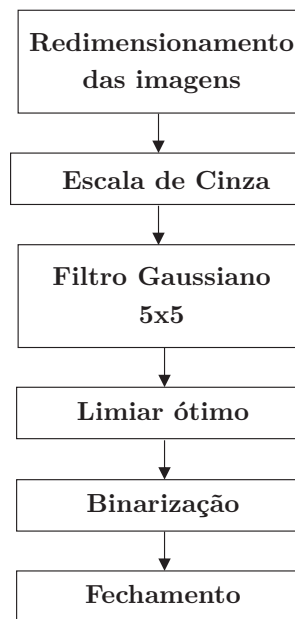 Redimensionamento
das imagens
Escala de Cinza
Filtro Gaussiano
5x5
Limiar ótimo
Binarização
Fechamento